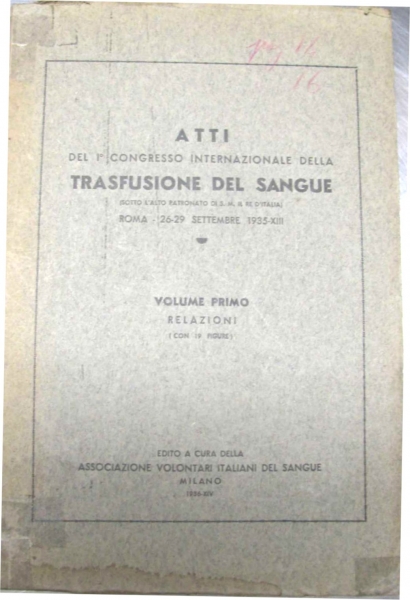 ATTI
DEL 1° CONGRESSO INTERNAZIONALE DELLA
TRASFUSIONE DEL SANGUE
(SOTTO L'ALTO PATRONATO DI S. M. IL RE D'ITALIA)
ROMA - 26-29 SETTEMBRE 1935-XIII
VOLUME PRIMO
RELAZIONI
(CON 19 FIGURE)
EDITO A CURA DELLA
ASSOCIAZIONE VOLONTARI ITALIANI DEL SANGUE
MILANO